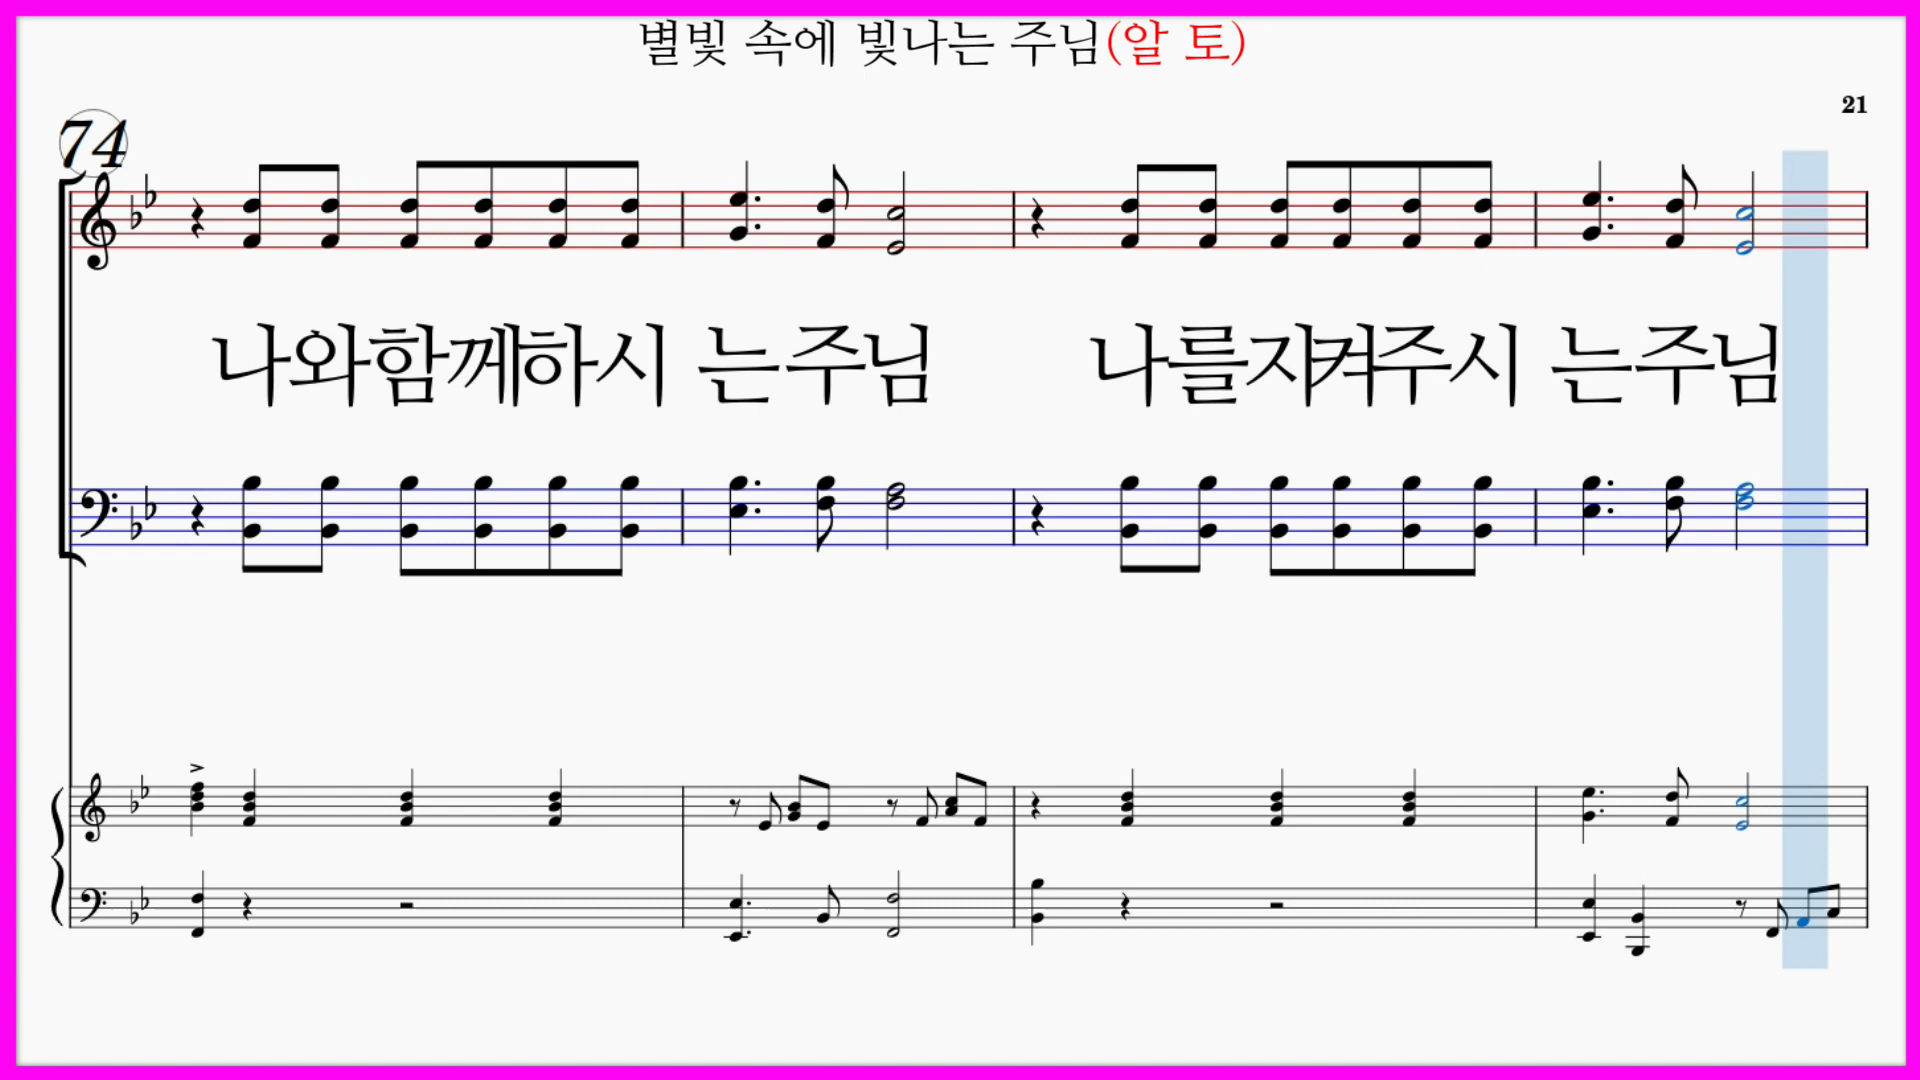 별빛 속에 빛나는 주님(알 토)
21
74
나와함께하시 는주님 나를지켜주시 는주님